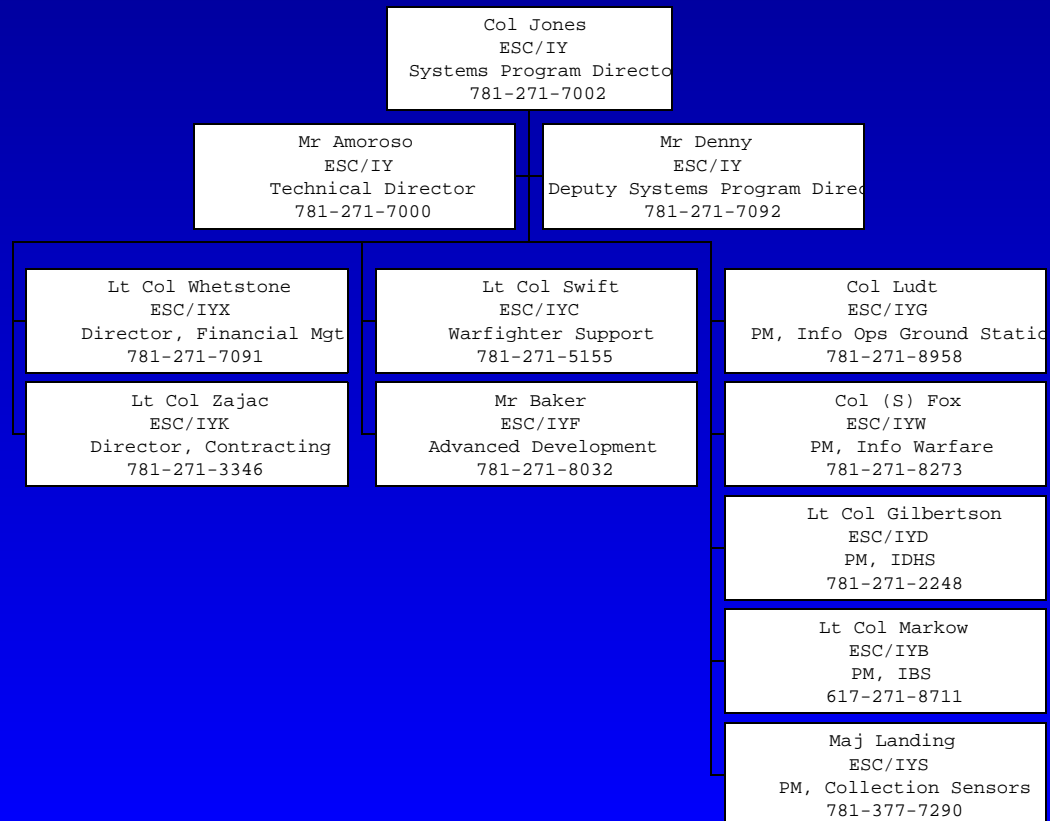 Col Jones
ESC/IY
Systems Program Directo
781-271-7002
Mr Amoroso
ESC/IY
Technical Director
781-271-7000
Mr Denny
ESC/IY
Deputy Systems Program Direc
781-271-7092
Lt Col Whetstone
ESC/IYX
Director, Financial Mgt
781-271-7091
Lt Col Zajac
ESC/IYK
Director, Contracting
781-271-3346
Lt Col Swift
ESC/IYC
Warfighter Support
781-271-5155
Mr Baker
ESC/IYF
Advanced Development
781-271-8032
Col Ludt
ESC/IYG
PM, Info Ops Ground Static
781-271-8958
Col (S) Fox
ESC/IYW
PM, Info Warfare
781-271-8273
Lt Col Gilbertson
ESC/IYD
PM, IDHS
781-271-2248
Lt Col Markow
ESC/IYB
PM, IBS
617-271-8711
Maj Landing
ESC/IYS
PM, Collection Sensors
781-377-7290